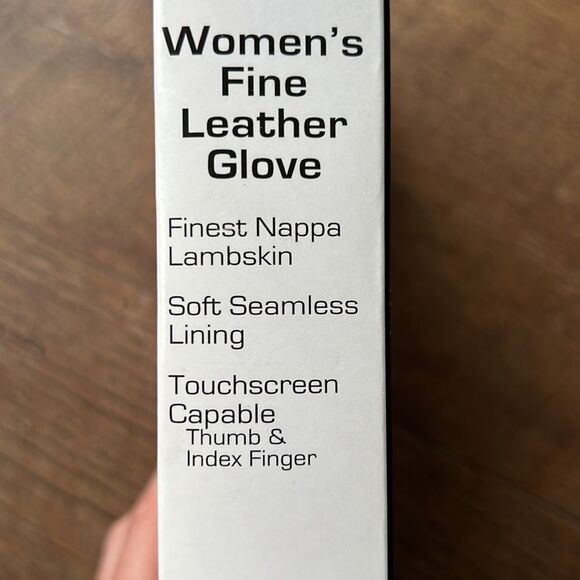 Women's
Fine
Leather
Glove
Finest Nappa
Lambskin
Soft Seamless
Lining
Touchscreen
Capable
Thumb &
Index Finger